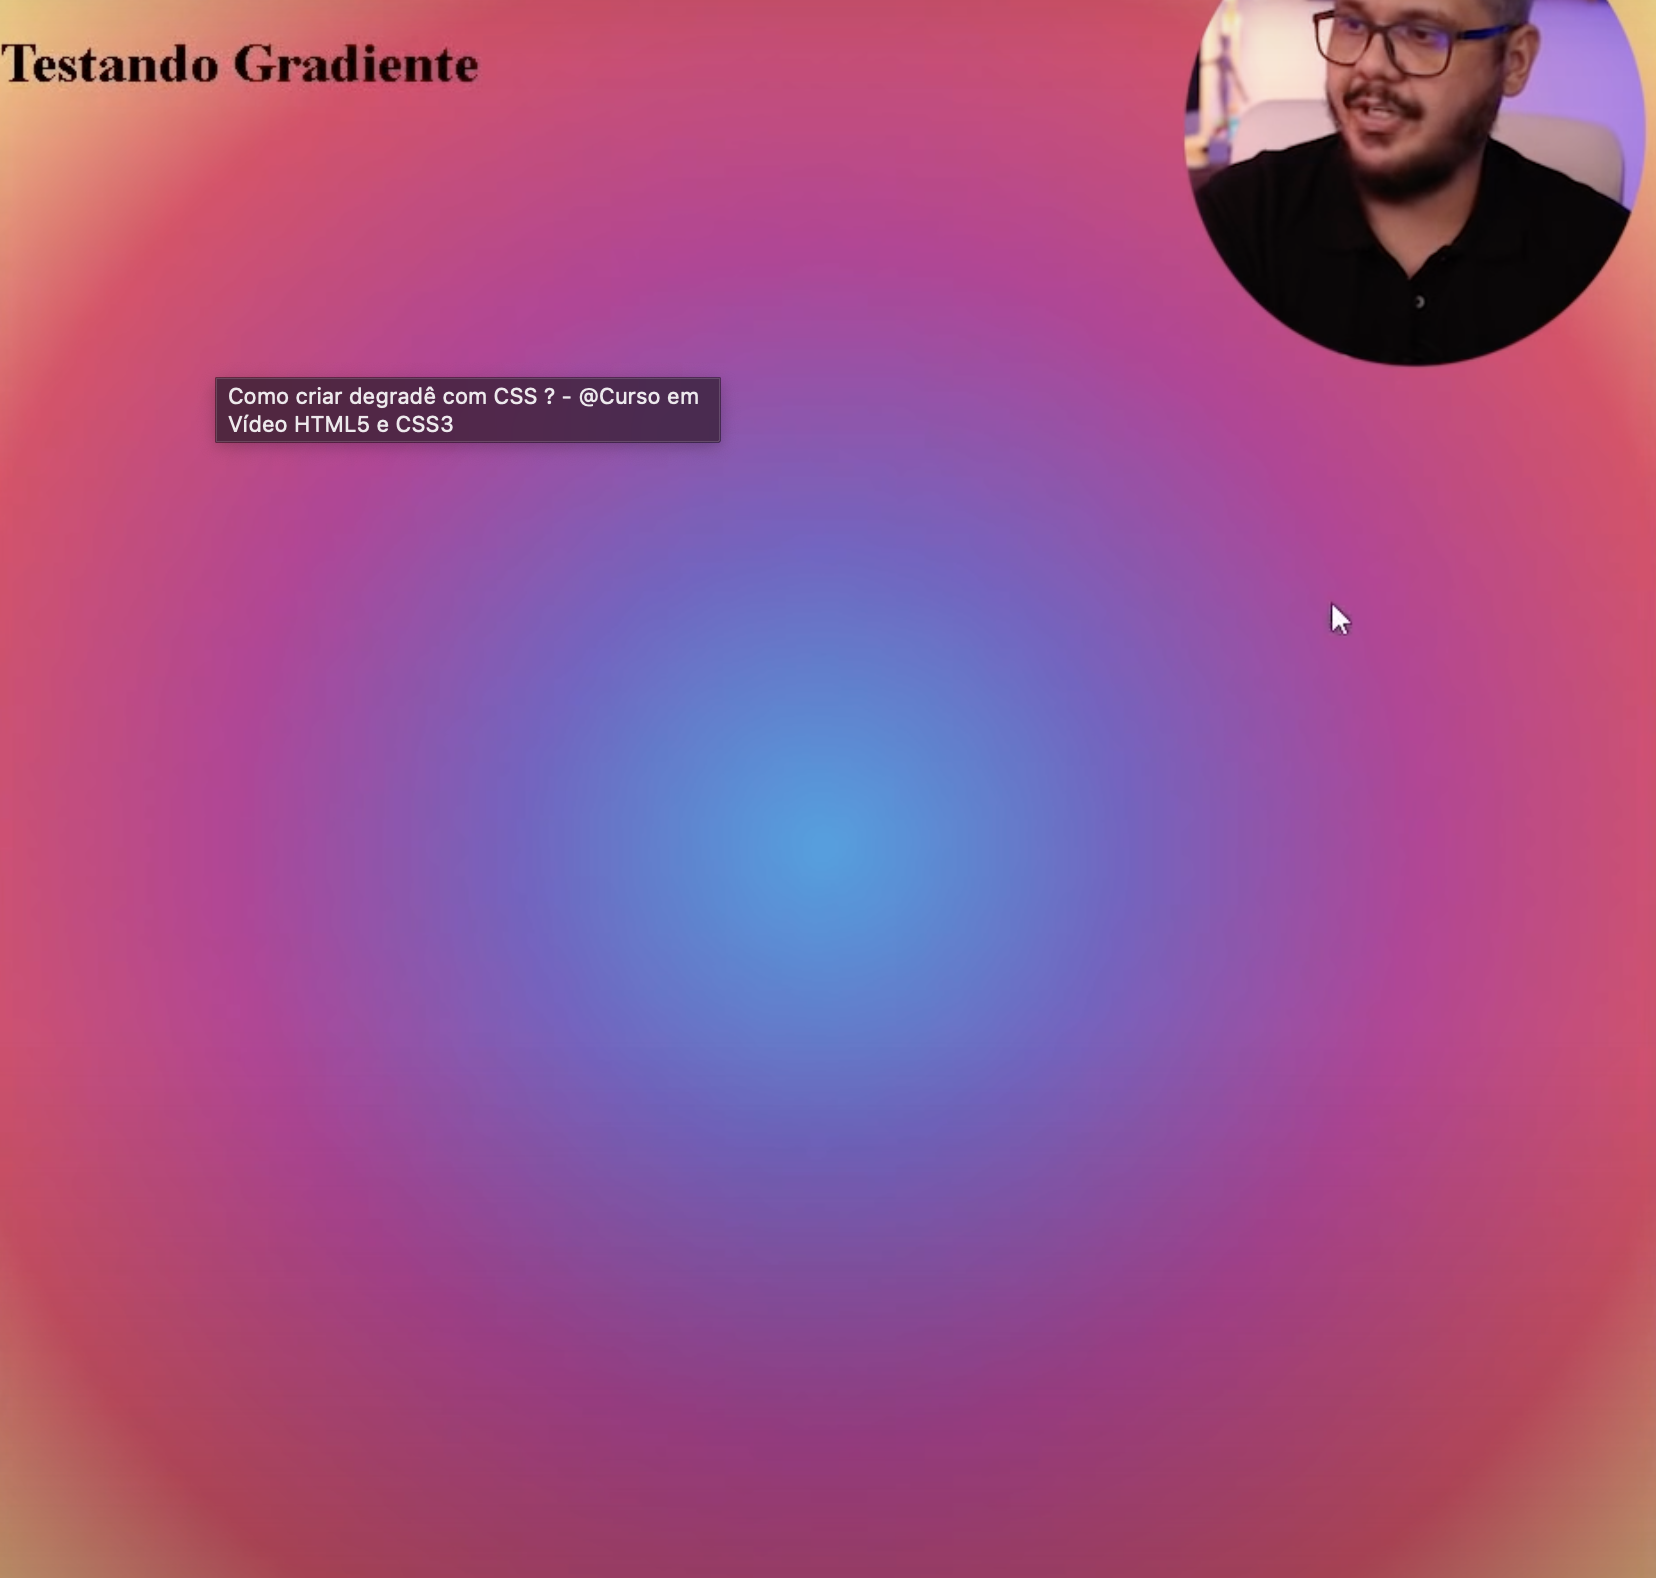 Testando Gradiente
Como criar degradê com CSS ? - @Curso em
Vídeo HTML5 e CSS3